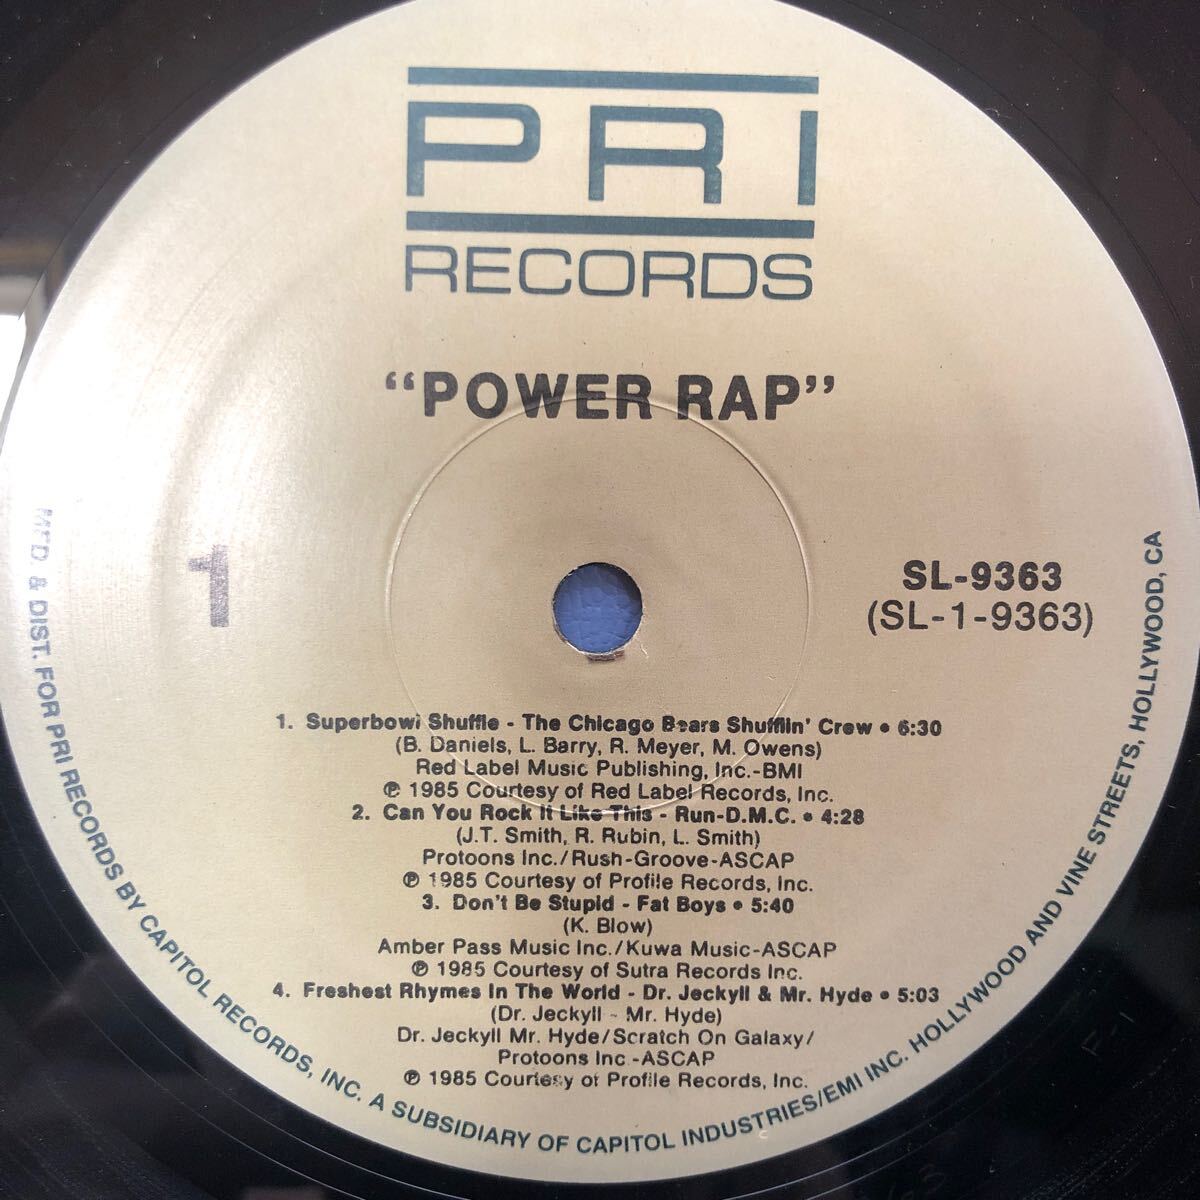 PRI
RECORDS
"POWER RAP"
1
SL-9363
(SL-1-9363)
1. Superbowl Shuffle - The Chicago Bears Shufflin' Crew • 6:30
(B. Daniels, L. Barry, R. Meyer, M. Owens)
Red Label Music Publishing, Inc.-BMI
℗ 1985 Courtesy of Red Label Records, Inc.
2. Can You Rock It Like This - Run-D.M.C. • 4:28
(J.T. Smith, R. Rubin, L. Smith)
Protoons Inc./Rush-Groove-ASCAP
℗ 1985 Courtesy of Profile Records, Inc.
3. Don't Be Stupid - Fat Boys • 5:40
(K. Blow)
Amber Pass Music Inc./Kuwa Music-ASCAP
℗ 1985 Courtesy of Sutra Records Inc.
4. Freshest Rhymes In The World - Dr. Jeckyll & Mr. Hyde • 5:03
(Dr. Jeckyll - Mr. Hyde)
Dr. Jeckyll Mr. Hyde/Scratch On Galaxy/
Protoons Inc.-ASCAP
℗ 1985 Courtesy of Profile Records, Inc.
MFD. & DIST. FOR PRI RECORDS BY CAPITOL RECORDS, INC. A SUBSIDIARY OF CAPITOL INDUSTRIES/EMI INC. HOLLYWOOD AND VINE STREETS, HOLLYWOOD, CA